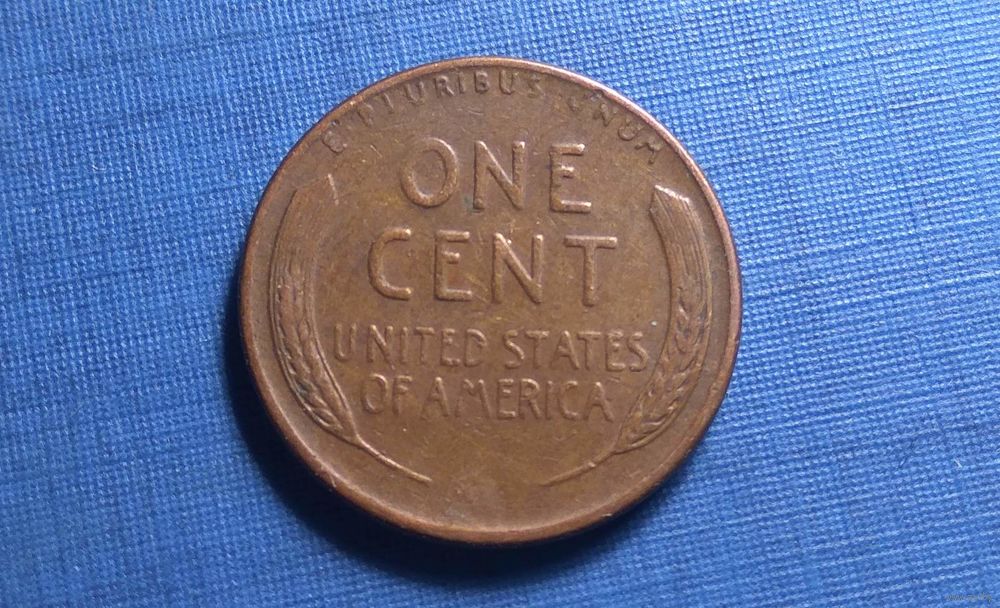 E·PLURIBUS·UNUM
ONE
CENT
UNITED STATES
OF AMERICA